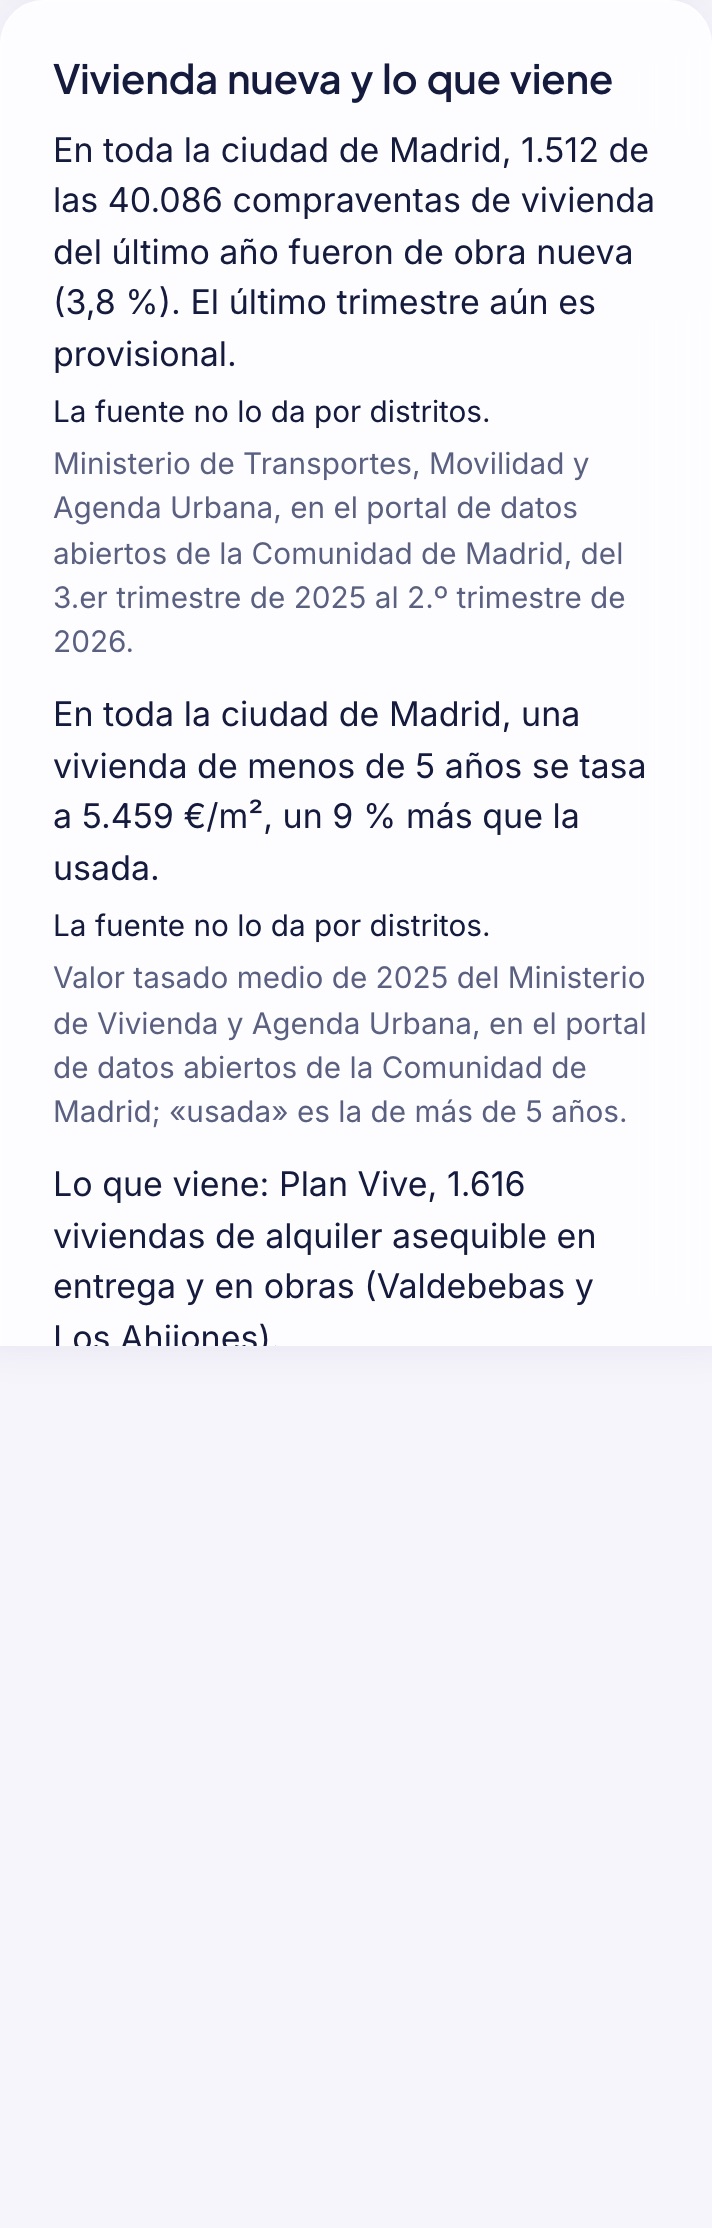 Vivienda nueva y lo que viene
En toda la ciudad de Madrid, 1.512 de
las 40.086 compraventas de vivienda
del último año fueron de obra nueva
(3,8 %). El último trimestre aún es
provisional.
La fuente no lo da por distritos.
Ministerio de Transportes, Movilidad y
Agenda Urbana, en el portal de datos
abiertos de la Comunidad de Madrid, del
3.er trimestre de 2025 al 2.º trimestre de
2026.
En toda la ciudad de Madrid, una
vivienda de menos de 5 años se tasa
a 5.459 €/m², un 9 % más que la
usada.
La fuente no lo da por distritos.
Valor tasado medio de 2025 del Ministerio
de Vivienda y Agenda Urbana, en el portal
de datos abiertos de la Comunidad de
Madrid; «usada» es la de más de 5 años.
Lo que viene: Plan Vive, 1.616
viviendas de alquiler asequible en
entrega y en obras (Valdebebas y
Los Ahijones)